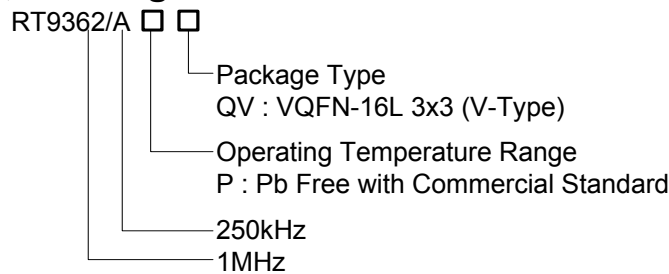 RT9362/A
Package Type
QV : VQFN-16L 3x3 (V-Type)
Operating Temperature Range
P : Pb Free with Commercial Standard
250kHz
1MHz